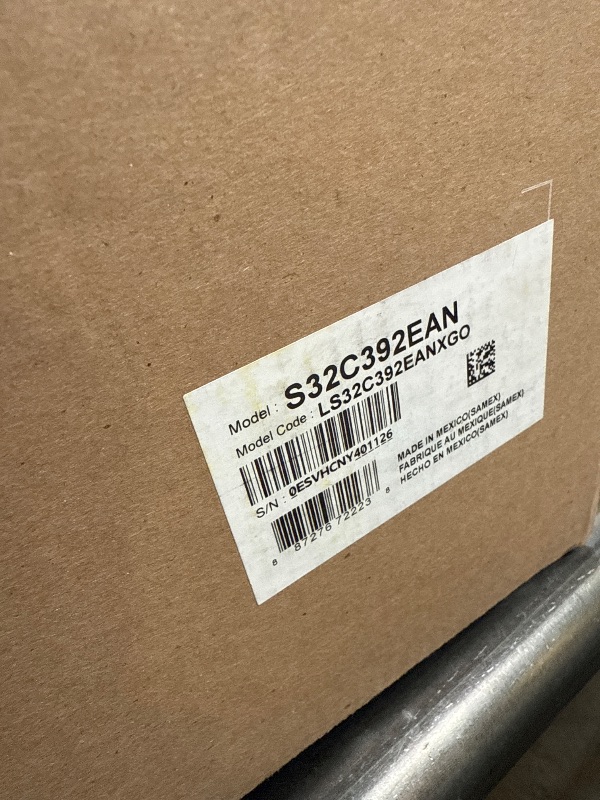 Model : S32C392EAN
Model Code : LS32C392EANXGO
S/N : 0ESVHCNY401126
MADE IN MEXICO(SAMEX)
FABRIQUE AU MEXIQUE(SAMEX)
HECHO EN MEXICO(SAMEX)
8 87276 72223 8